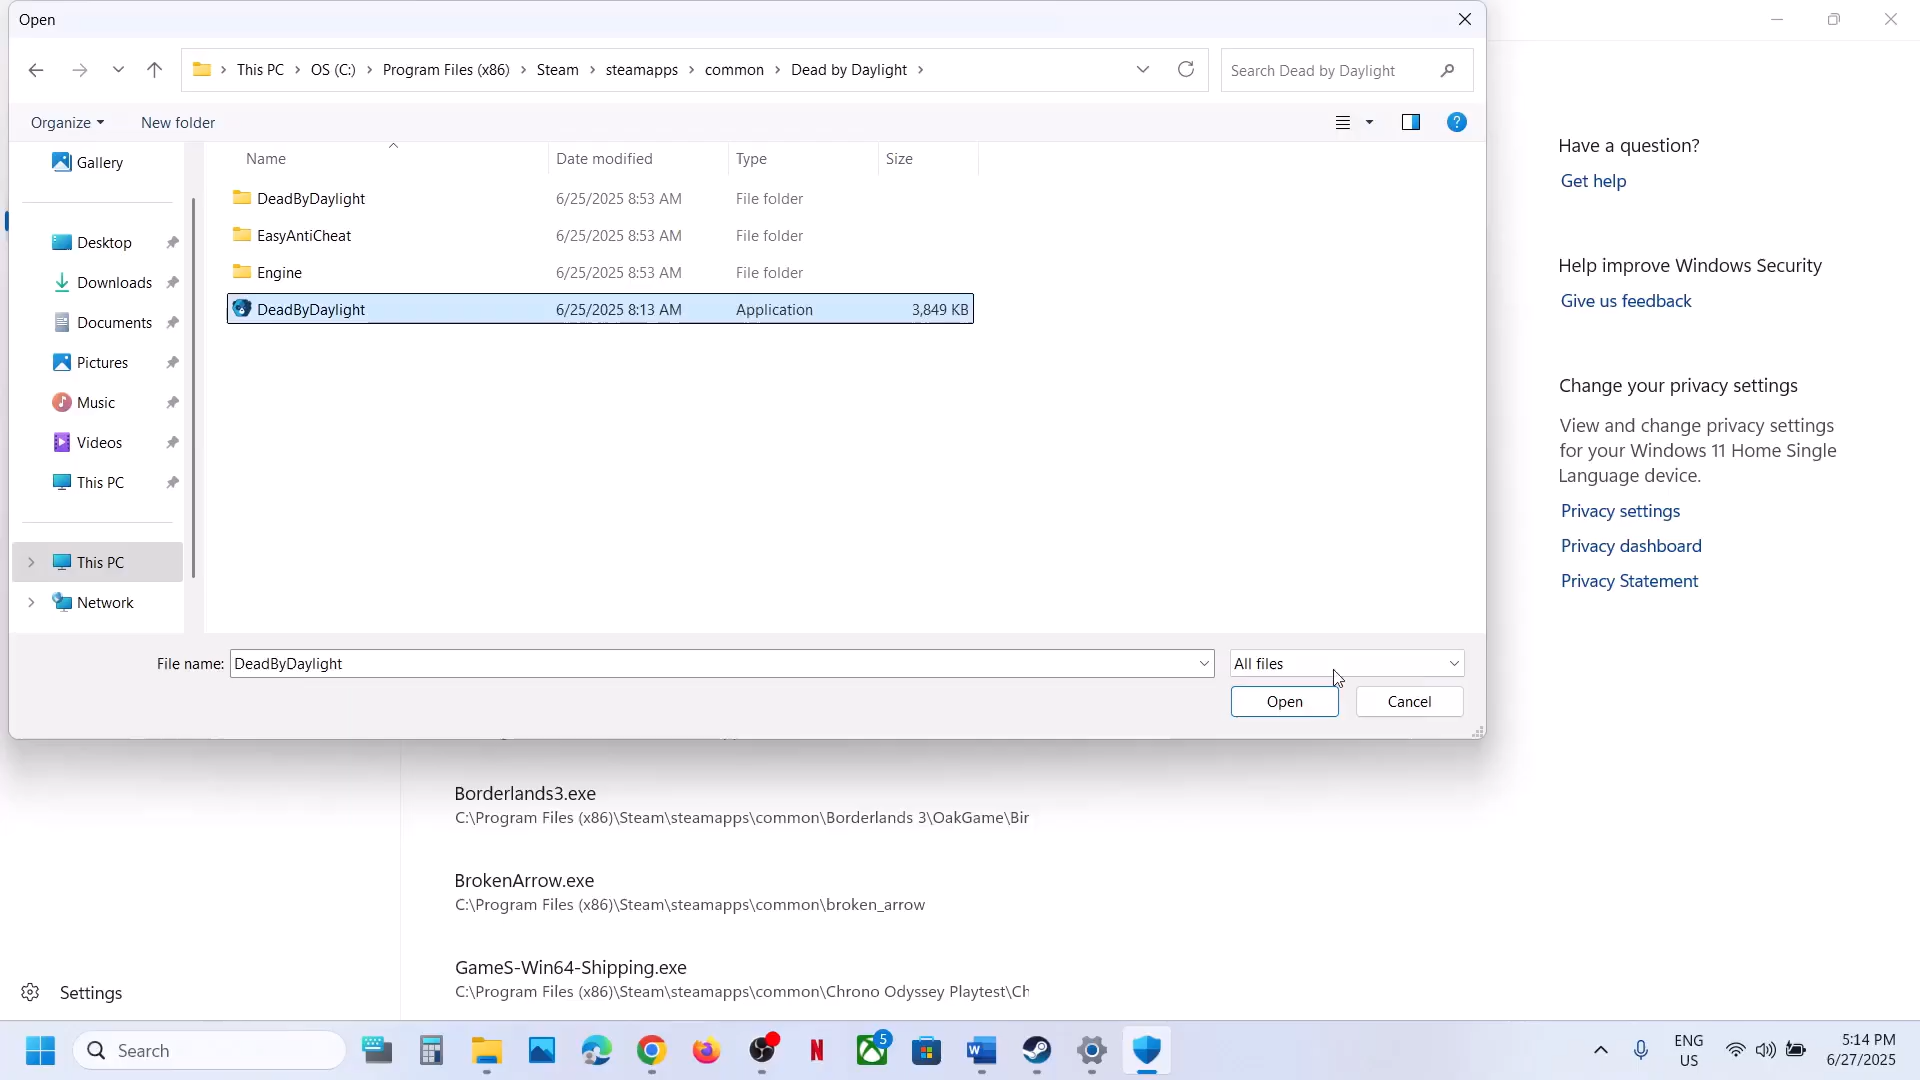 Open
This PC
OS (C:)
Program Files (x86)
Steam
steamapps
common
Dead by Daylight
Search Dead by Daylight
Organize
New folder
Gallery
Desktop
Downloads
Documents
Pictures
Music
Videos
This PC
This PC
Network
Name
Date modified
Type
Size
DeadByDaylight 6/25/2025 8:53 AM File folder
EasyAntiCheat 6/25/2025 8:53 AM File folder
Engine 6/25/2025 8:53 AM File folder
DeadByDaylight 6/25/2025 8:13 AM Application 3,849 KB
File name: DeadByDaylight
All files
Open
Cancel
Have a question?
Get help
Help improve Windows Security
Give us feedback
Change your privacy settings
View and change privacy settings
for your Windows 11 Home Single
Language device.
Privacy settings
Privacy dashboard
Privacy Statement
Borderlands3.exe
C:\Program Files (x86)\Steam\steamapps\common\Borderlands 3\OakGame\Bir
BrokenArrow.exe
C:\Program Files (x86)\Steam\steamapps\common\broken_arrow
GameS-Win64-Shipping.exe
C:\Program Files (x86)\Steam\steamapps\common\Chrono Odyssey Playtest\Ch
Settings
Search
5
ENG
US
5:14 PM
6/27/2025